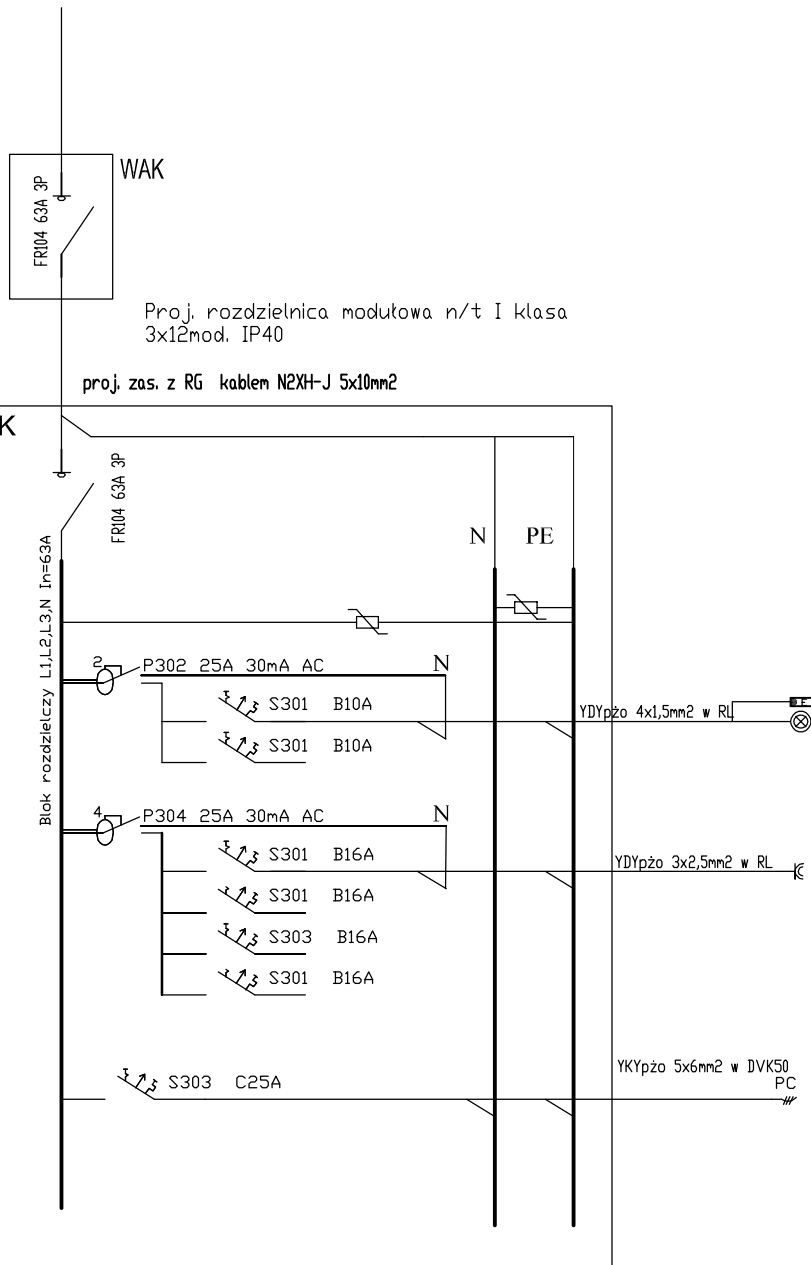 WAK
FR104 63A 3P
Proj. rozdzielnica modułowa n/t I klasa
3x12mod. IP40
proj. zas. z RG kablem N2XH-J 5x10mm2
K
FR104 63A 3P
N PE
Blok rozdzielczy L1,L2,L3,N In=63A
2 P302 25A 30mA AC N
S301 B10A
YDYpżo 4x1,5mm2 w RL
S301 B10A
4 P304 25A 30mA AC N
S301 B16A
YDYpżo 3x2,5mm2 w RL
S301 B16A
S303 B16A
S301 B16A
YKYpżo 5x6mm2 w DVK50
S303 C25A
PC